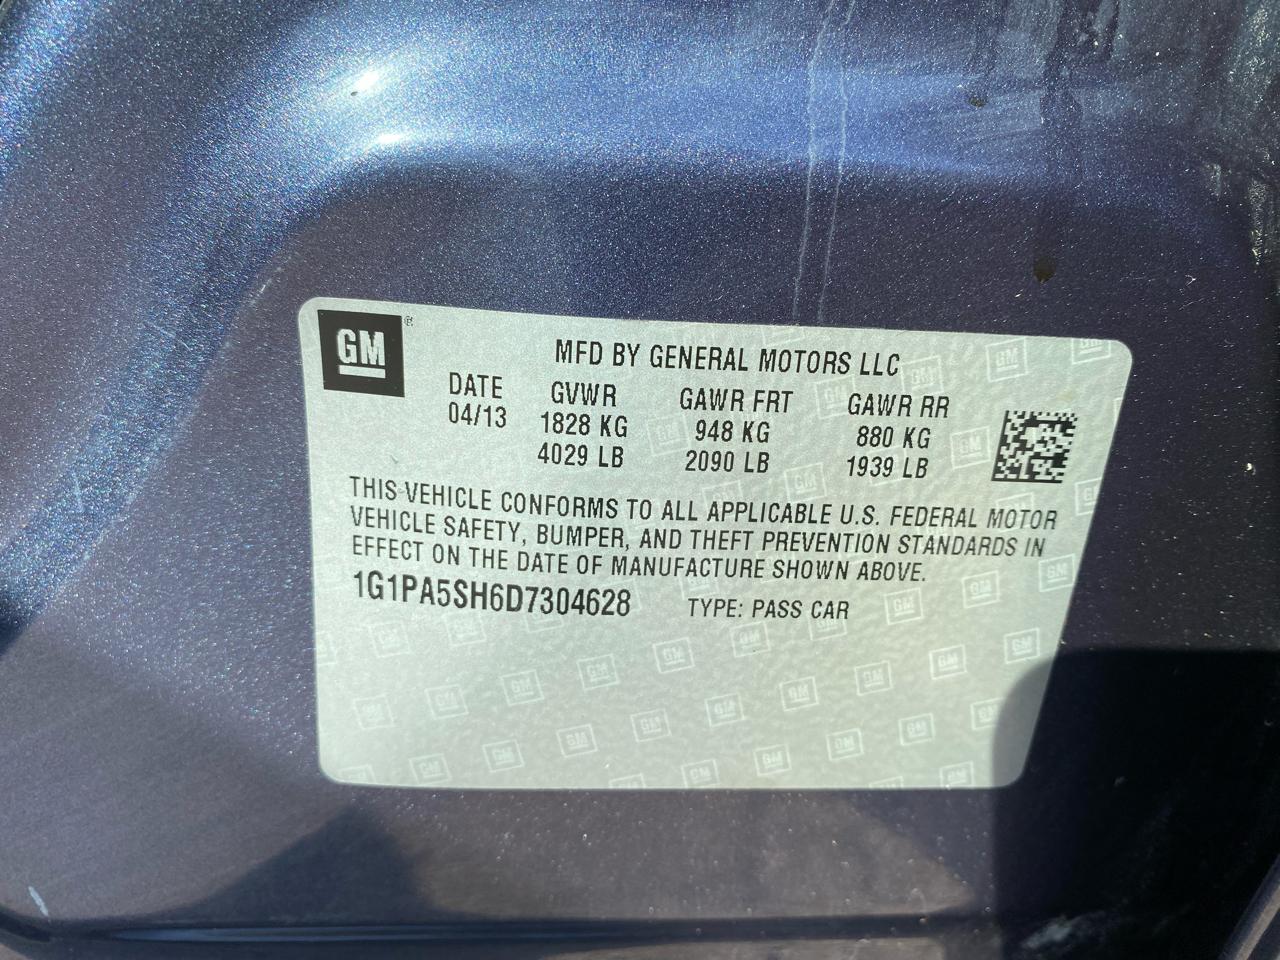 GM
MFD BY GENERAL MOTORS LLC
DATE GVWR GAWR FRT GAWR RR
04/13 1828 KG 948 KG 880 KG
4029 LB 2090 LB 1939 LB
THIS VEHICLE CONFORMS TO ALL APPLICABLE U.S. FEDERAL MOTOR
VEHICLE SAFETY, BUMPER, AND THEFT PREVENTION STANDARDS IN
EFFECT ON THE DATE OF MANUFACTURE SHOWN ABOVE.
1G1PA5SH6D7304628 TYPE: PASS CAR